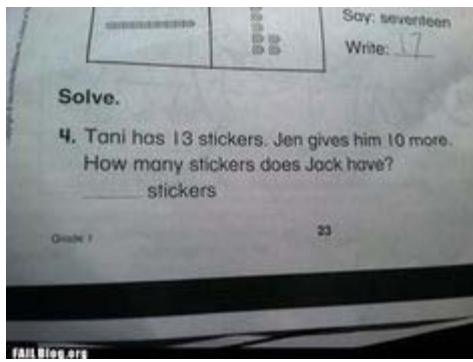 Say: seventeen
Write: 17
Solve.
4. Tani has 13 stickers. Jen gives him 10 more.
How many stickers does Jack have?
stickers
Grade 1
23
FAILBlog.org